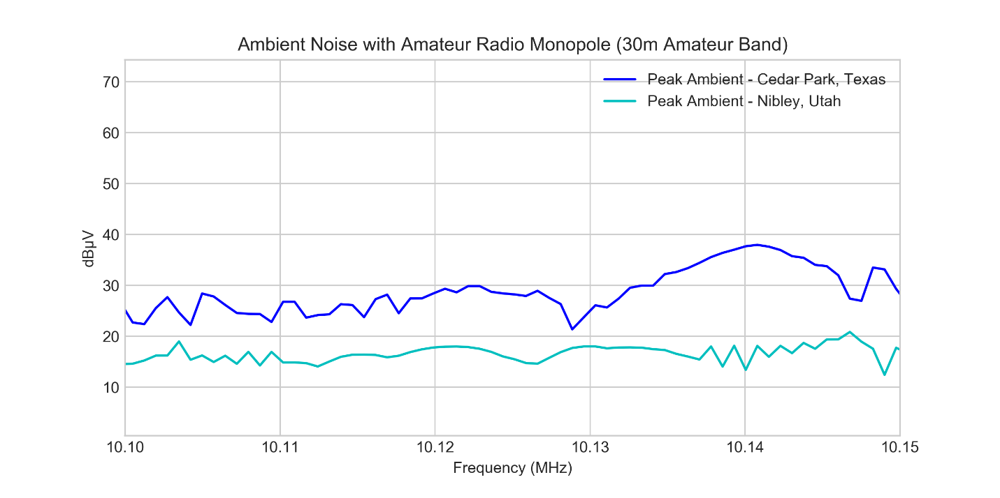 Ambient Noise with Amateur Radio Monopole (30m Amateur Band)
Peak Ambient - Cedar Park, Texas
Peak Ambient - Nibley, Utah
70
60
50
40
30
20
10
dBµV
10.10 10.11 10.12 10.13 10.14 10.15
Frequency (MHz)